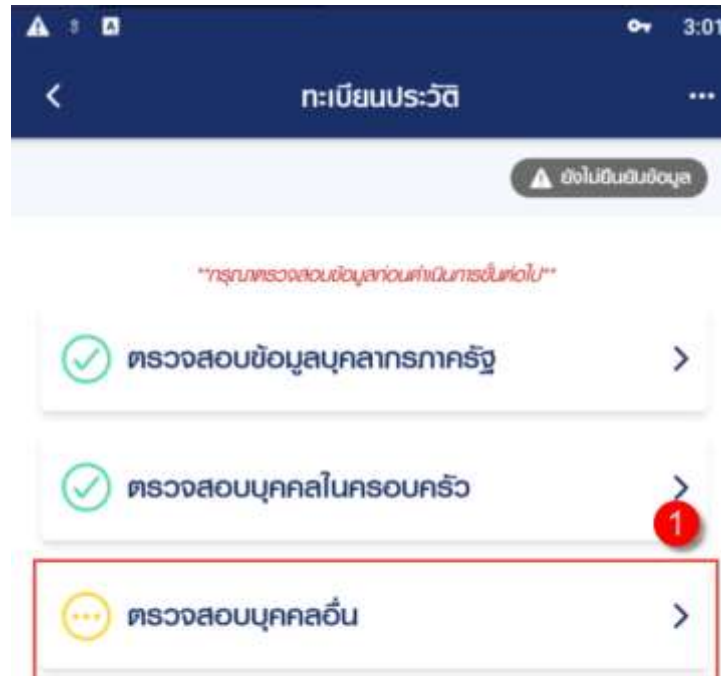 3:01
ทะเบียนประวัติ
ยังไม่ยืนยันข้อมูล
**กรุณาตรวจสอบข้อมูลก่อนดำเนินการขั้นต่อไป**
ตรวจสอบข้อมูลบุคลากรภาครัฐ
ตรวจสอบบุคคลในครอบครัว
1
ตรวจสอบบุคคลอื่น